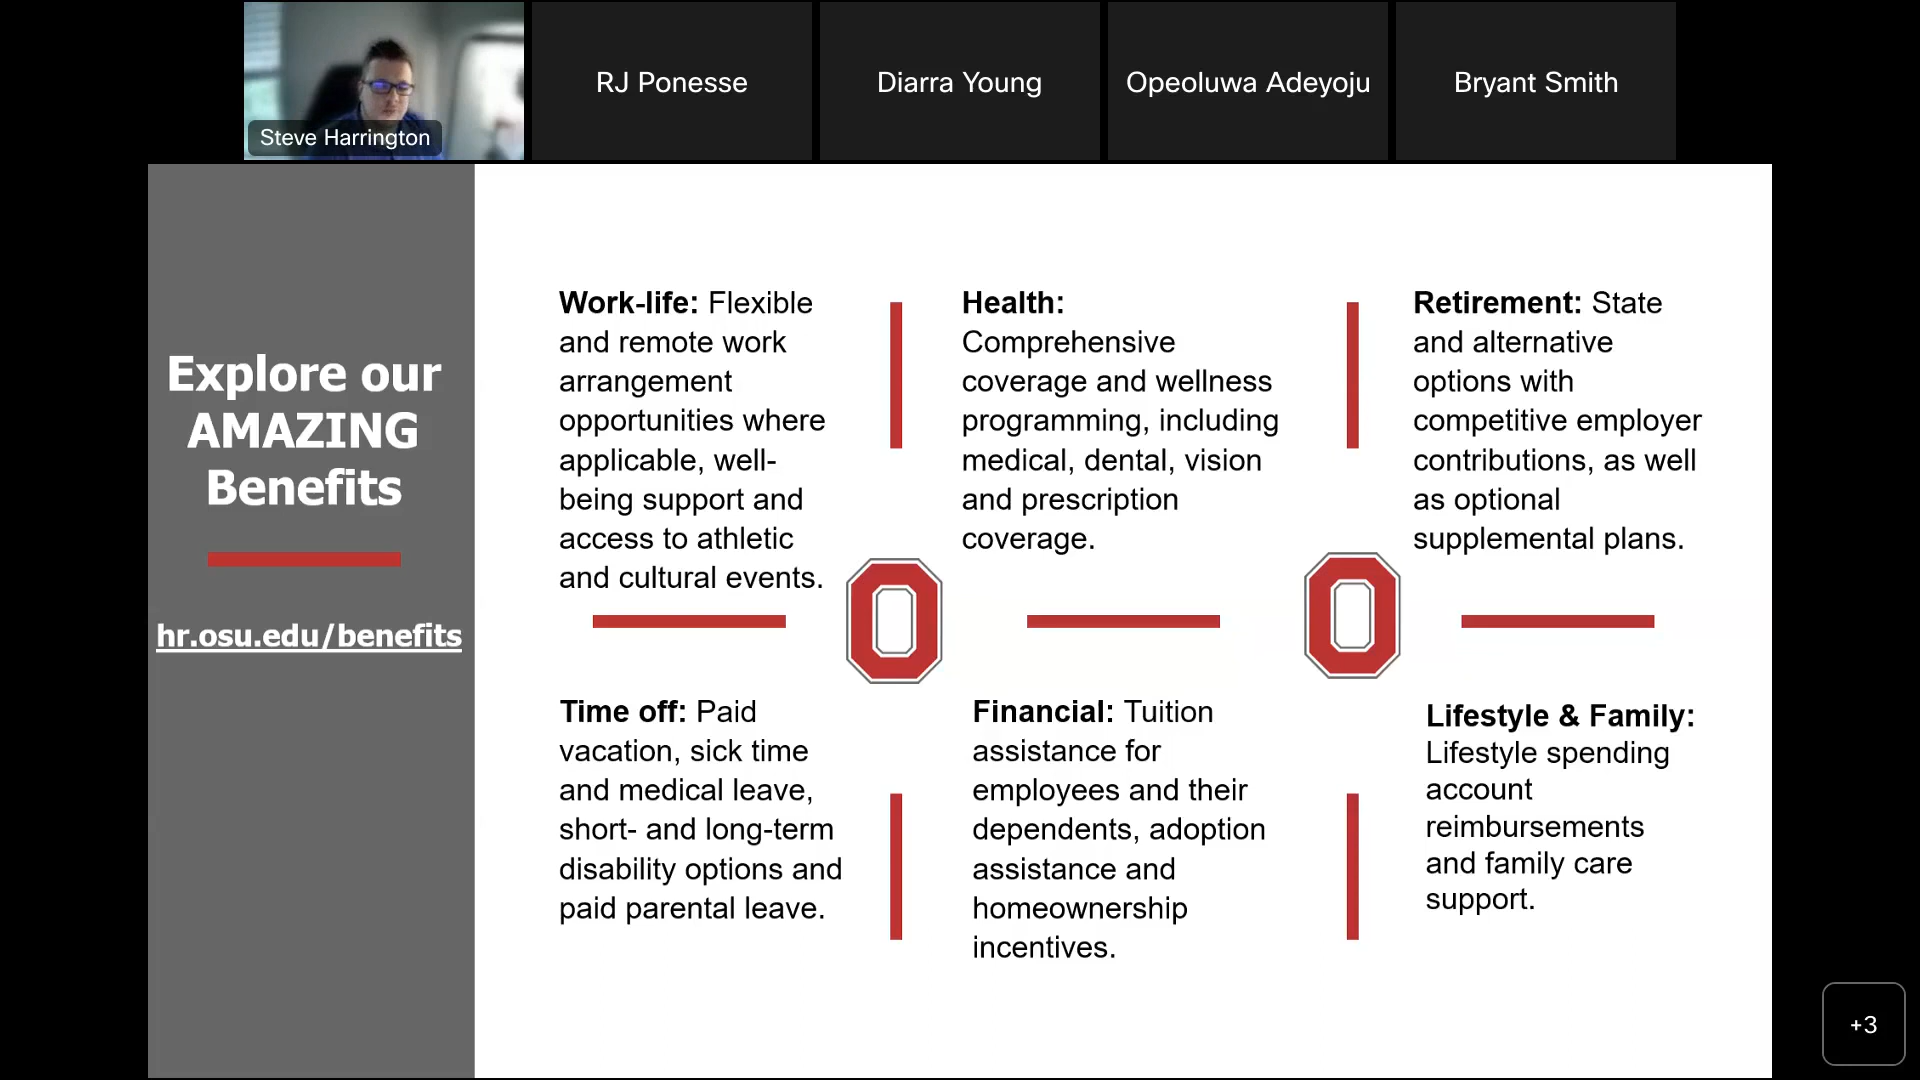 Steve Harrington
RJ Ponesse
Diarra Young
Opeoluwa Adeyoju
Bryant Smith
Explore our
AMAZING
Benefits
hr.osu.edu/benefits
Work-life: Flexible
and remote work
arrangement
opportunities where
applicable, well-
being support and
access to athletic
and cultural events.
Health:
Comprehensive
coverage and wellness
programming, including
medical, dental, vision
and prescription
coverage.
Retirement: State
and alternative
options with
competitive employer
contributions, as well
as optional
supplemental plans.
Time off: Paid
vacation, sick time
and medical leave,
short- and long-term
disability options and
paid parental leave.
Financial: Tuition
assistance for
employees and their
dependents, adoption
assistance and
homeownership
incentives.
Lifestyle & Family:
Lifestyle spending
account
reimbursements
and family care
support.
+3